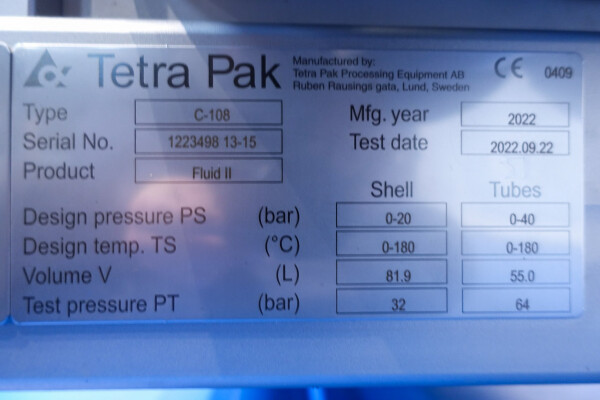 Tetra Pak
Manufactured by:
Tetra Pak Processing Equipment AB
Ruben Rausings gata, Lund, Sweden
CE 0409
Type C-108
Serial No. 1223498 13-15
Product Fluid II
Mfg. year 2022
Test date 2022.09.22
Shell Tubes
Design pressure PS (bar) 0-20 0-40
Design temp. TS (°C) 0-180 0-180
Volume V (L) 81.9 55.0
Test pressure PT (bar) 32 64